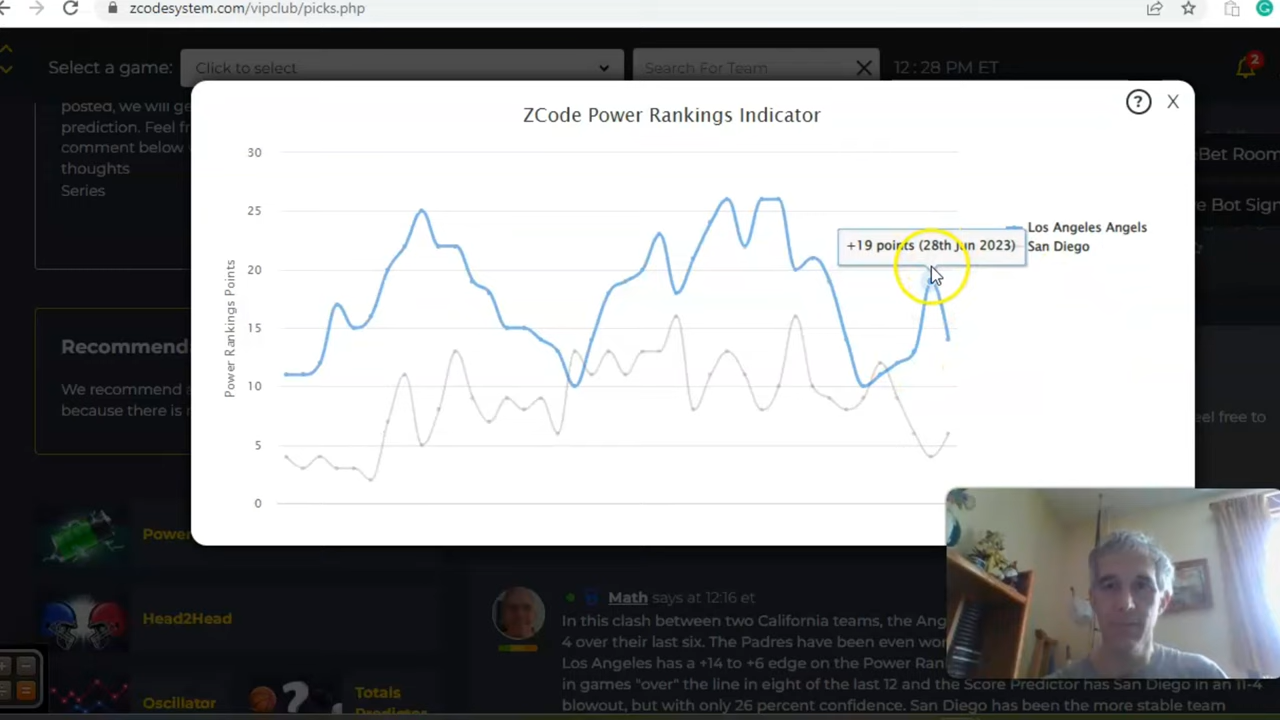 zcodesystem.com/vipclub/picks.php
Select a game: Click to select Search For Team 12:28 PM ET 2
posted, we will ge
prediction. Feel fr
comment below
thoughts
Series
ZCode Power Rankings Indicator
? X
30
25
20
15
10
5
0
Power Rankings Points
+19 points (28th Jun 2023)
Los Angeles Angels
San Diego
Bet Room
e Bot Sign
Recommend
We recommend
because there is
eel free to
Power
Head2Head
Oscillator
Totals
Math says at 12:16 et
In this clash between two California teams, the Ang
4 over their last six. The Padres have been even wor
Los Angeles has a +14 to +6 edge on the Power Ran
in games "over" the line in eight of the last 12 and the Score Predictor has San Diego in an 11-4
blowout, but with only 26 percent confidence. San Diego has been the more stable team